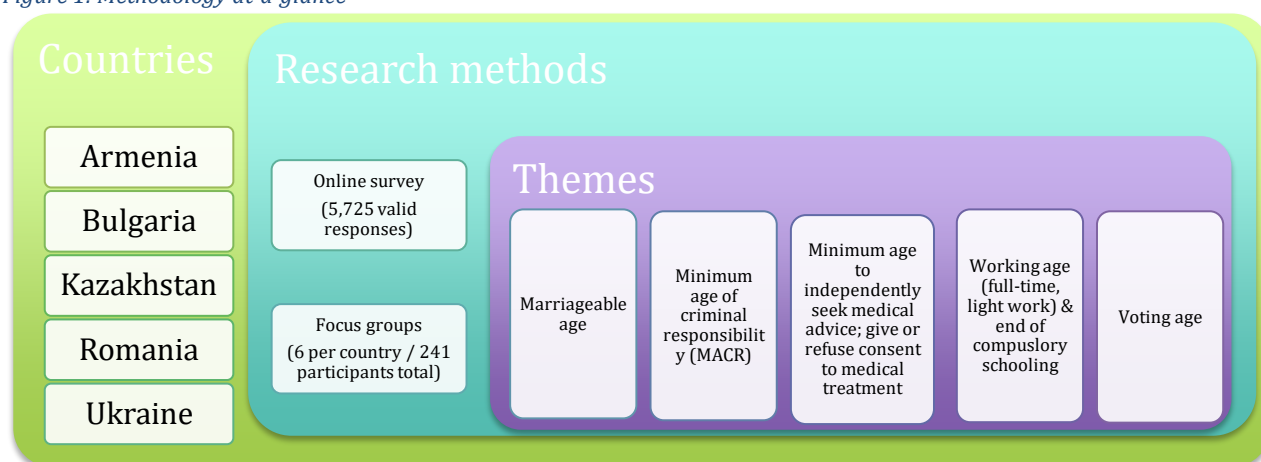 Figure 1: Methodology at a glance
Countries
Armenia
Bulgaria
Kazakhstan
Romania
Ukraine
Research methods
Online survey
(5,725 valid
responses)
Focus groups
(6 per country / 241
participants total)
Themes
Marriageable
age
Minimum
age of
criminal
responsibilit
y (MACR)
Minimum age
to
independently
seek medical
advice; give or
refuse consent
to medical
treatment
Working age
(full-time,
light work) &
end of
compuslory
schooling
Voting age